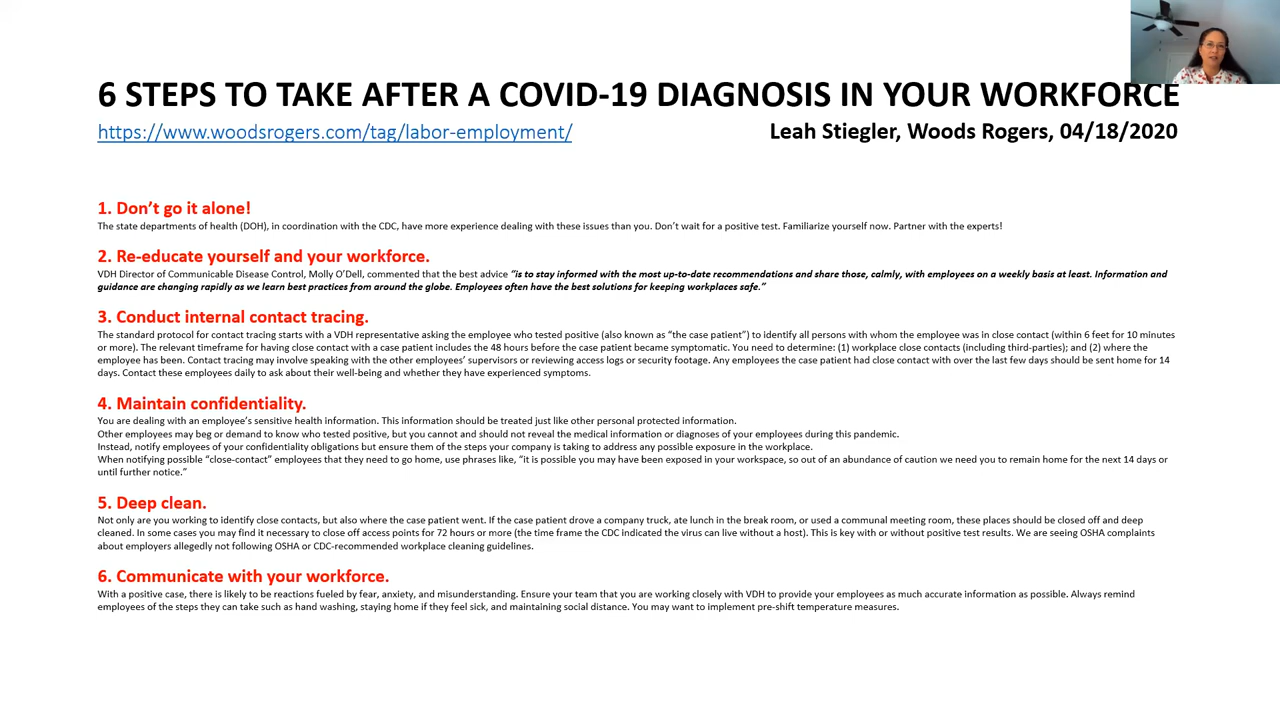 6 STEPS TO TAKE AFTER A COVID-19 DIAGNOSIS IN YOUR WORKFORCE
https://www.woodsrogers.com/tag/labor-employment/ Leah Stiegler, Woods Rogers, 04/18/2020
1. Don’t go it alone!
The state departments of health (DOH), in coordination with the CDC, have more experience dealing with these issues than you. Don’t wait for a positive test. Familiarize yourself now. Partner with the experts!
2. Re-educate yourself and your workforce.
VDH Director of Communicable Disease Control, Molly O’Dell, commented that the best advice “is to stay informed with the most up-to-date recommendations and share those, calmly, with employees on a weekly basis at least. Information and
guidance are changing rapidly as we learn best practices from around the globe. Employees often have the best solutions for keeping workplaces safe.”
3. Conduct internal contact tracing.
The standard protocol for contact tracing starts with a VDH representative asking the employee who tested positive (also known as “the case patient”) to identify all persons with whom the employee was in close contact (within 6 feet for 10 minutes
or more). The relevant timeframe for having close contact with a case patient includes the 48 hours before the case patient became symptomatic. You need to determine: (1) workplace close contacts (including third-parties); and (2) where the
employee has been. Contact tracing may involve speaking with the other employees’ supervisors or reviewing access logs or security footage. Any employees the case patient had close contact with over the last few days should be sent home for 14
days. Contact these employees daily to ask about their well-being and whether they have experienced symptoms.
4. Maintain confidentiality.
You are dealing with an employee’s sensitive health information. This information should be treated just like other personal protected information.
Other employees may beg or demand to know who tested positive, but you cannot and should not reveal the medical information or diagnoses of your employees during this pandemic.
Instead, notify employees of your confidentiality obligations but ensure them of the steps your company is taking to address any possible exposure in the workplace.
When notifying possible “close-contact” employees that they need to go home, use phrases like, “it is possible you may have been exposed in your workspace, so out of an abundance of caution we need you to remain home for the next 14 days or
until further notice.”
5. Deep clean.
Not only are you working to identify close contacts, but also where the case patient went. If the case patient drove a company truck, ate lunch in the break room, or used a communal meeting room, these places should be closed off and deep
cleaned. In some cases you may find it necessary to close off access points for 72 hours or more (the time frame the CDC indicated the virus can live without a host). This is key with or without positive test results. We are seeing OSHA complaints
about employers allegedly not following OSHA or CDC-recommended workplace cleaning guidelines.
6. Communicate with your workforce.
With a positive case, there is likely to be reactions fueled by fear, anxiety, and misunderstanding. Ensure your team that you are working closely with VDH to provide your employees as much accurate information as possible. Always remind
employees of the steps they can take such as hand washing, staying home if they feel sick, and maintaining social distance. You may want to implement pre-shift temperature measures.